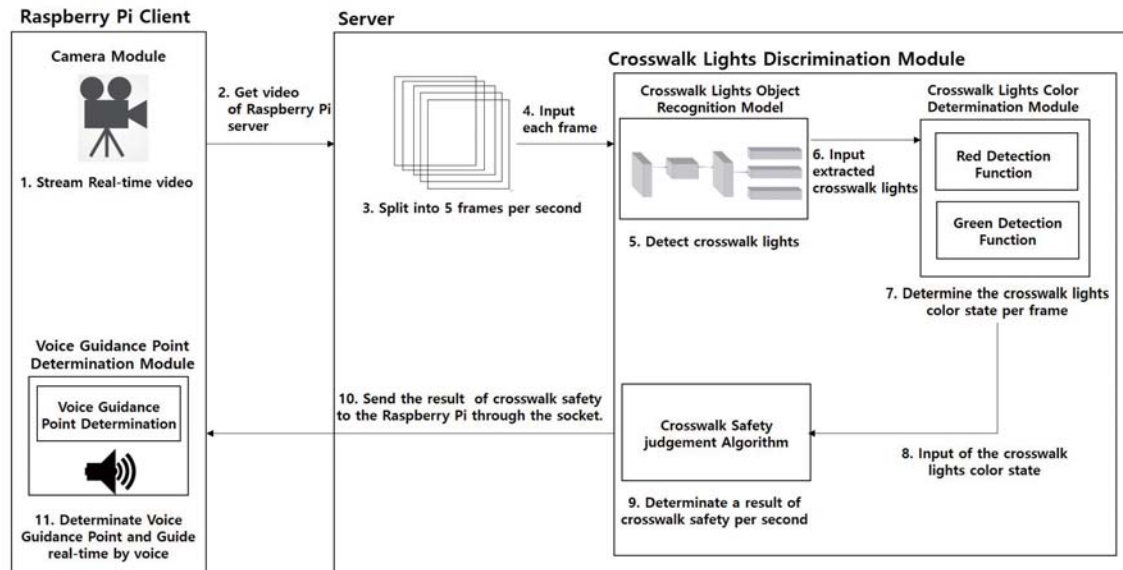 Raspberry Pi Client
Camera Module
1. Stream Real-time video
2. Get video
of Raspberry Pi
server
Server
3. Split into 5 frames per second
4. Input
each frame
Crosswalk Lights Discrimination Module
Crosswalk Lights Object
Recognition Model
5. Detect crosswalk lights
6. Input
extracted
crosswalk lights
Crosswalk Lights Color
Determination Module
Red Detection
Function
Green Detection
Function
7. Determine the crosswalk lights
color state per frame
8. Input of the crosswalk
lights color state
Crosswalk Safety
judgement Algorithm
9. Determinate a result of
crosswalk safety per second
10. Send the result of crosswalk safety
to the Raspberry Pi through the socket.
Voice Guidance Point
Determination Module
Voice Guidance
Point Determination
11. Determinate Voice
Guidance Point and Guide
real-time by voice